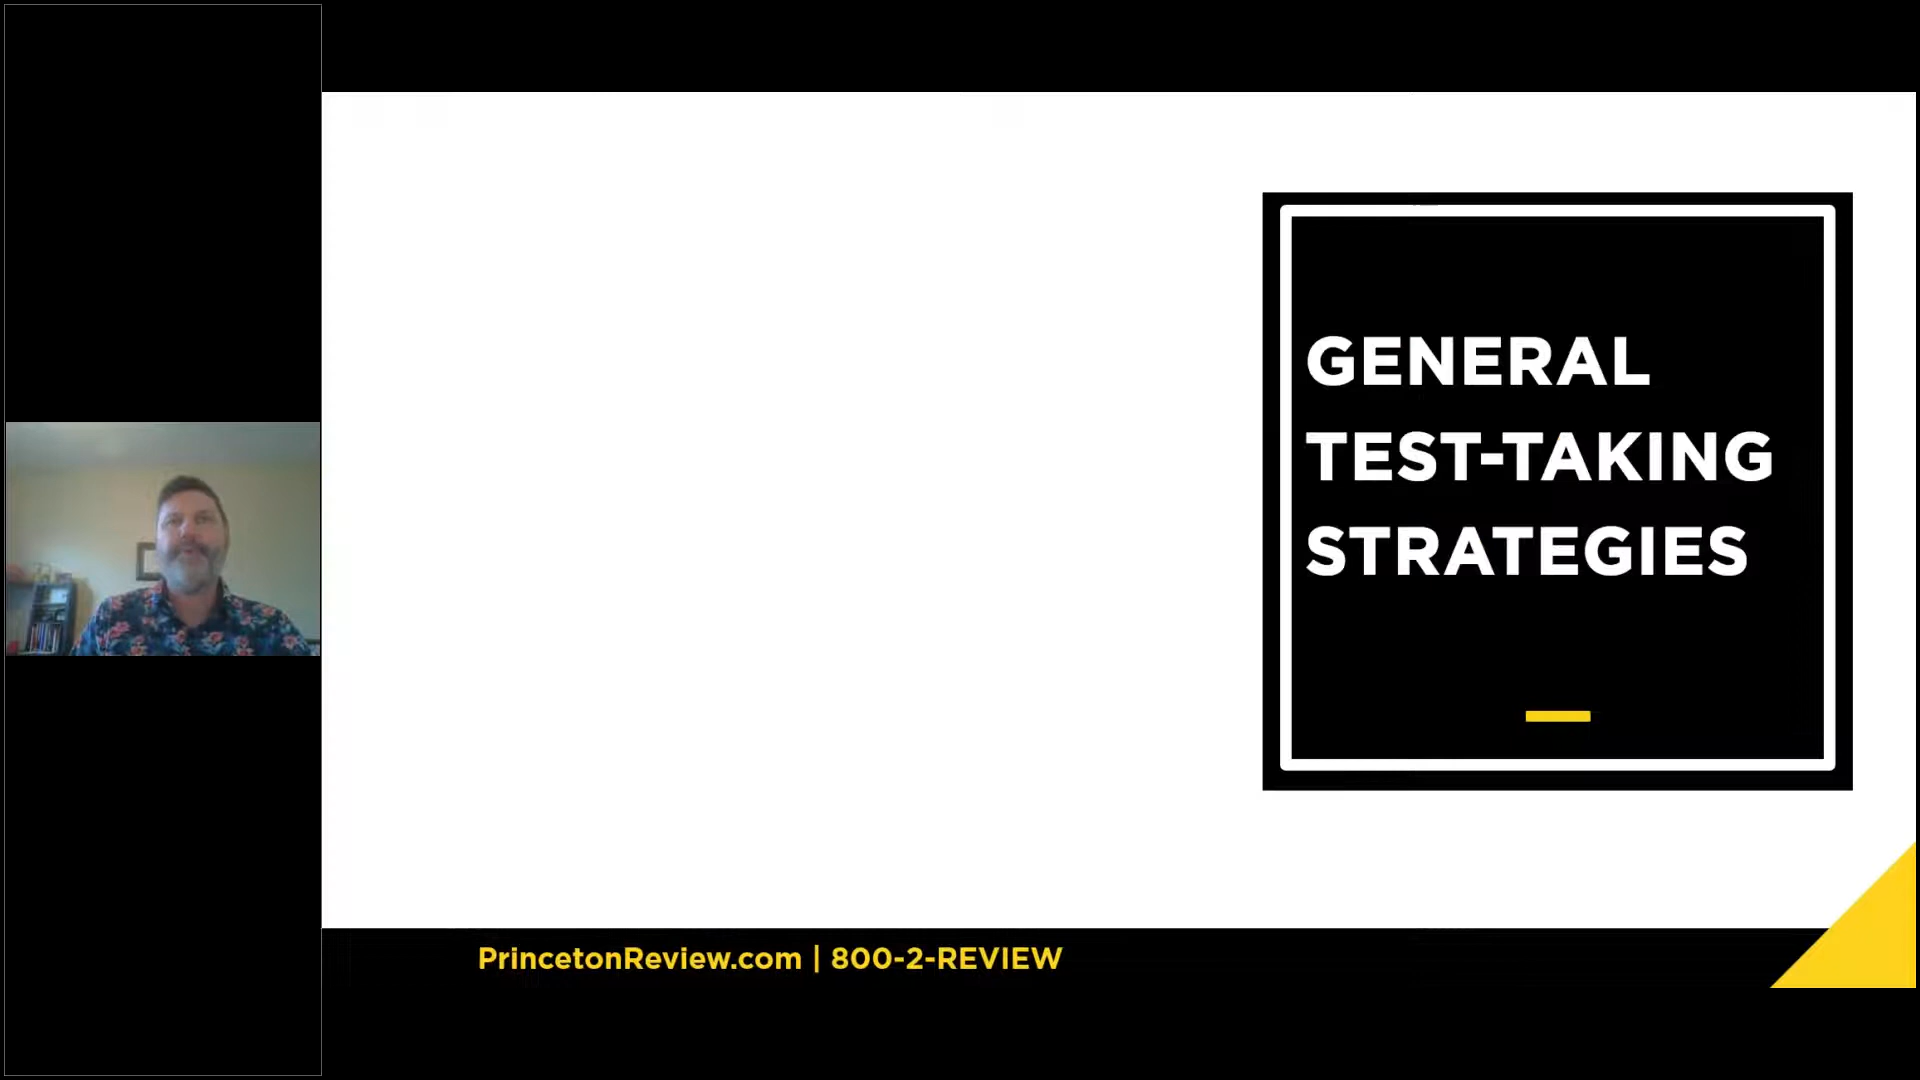 GENERAL
TEST-TAKING
STRATEGIES
PrincetonReview.com | 800-2-REVIEW